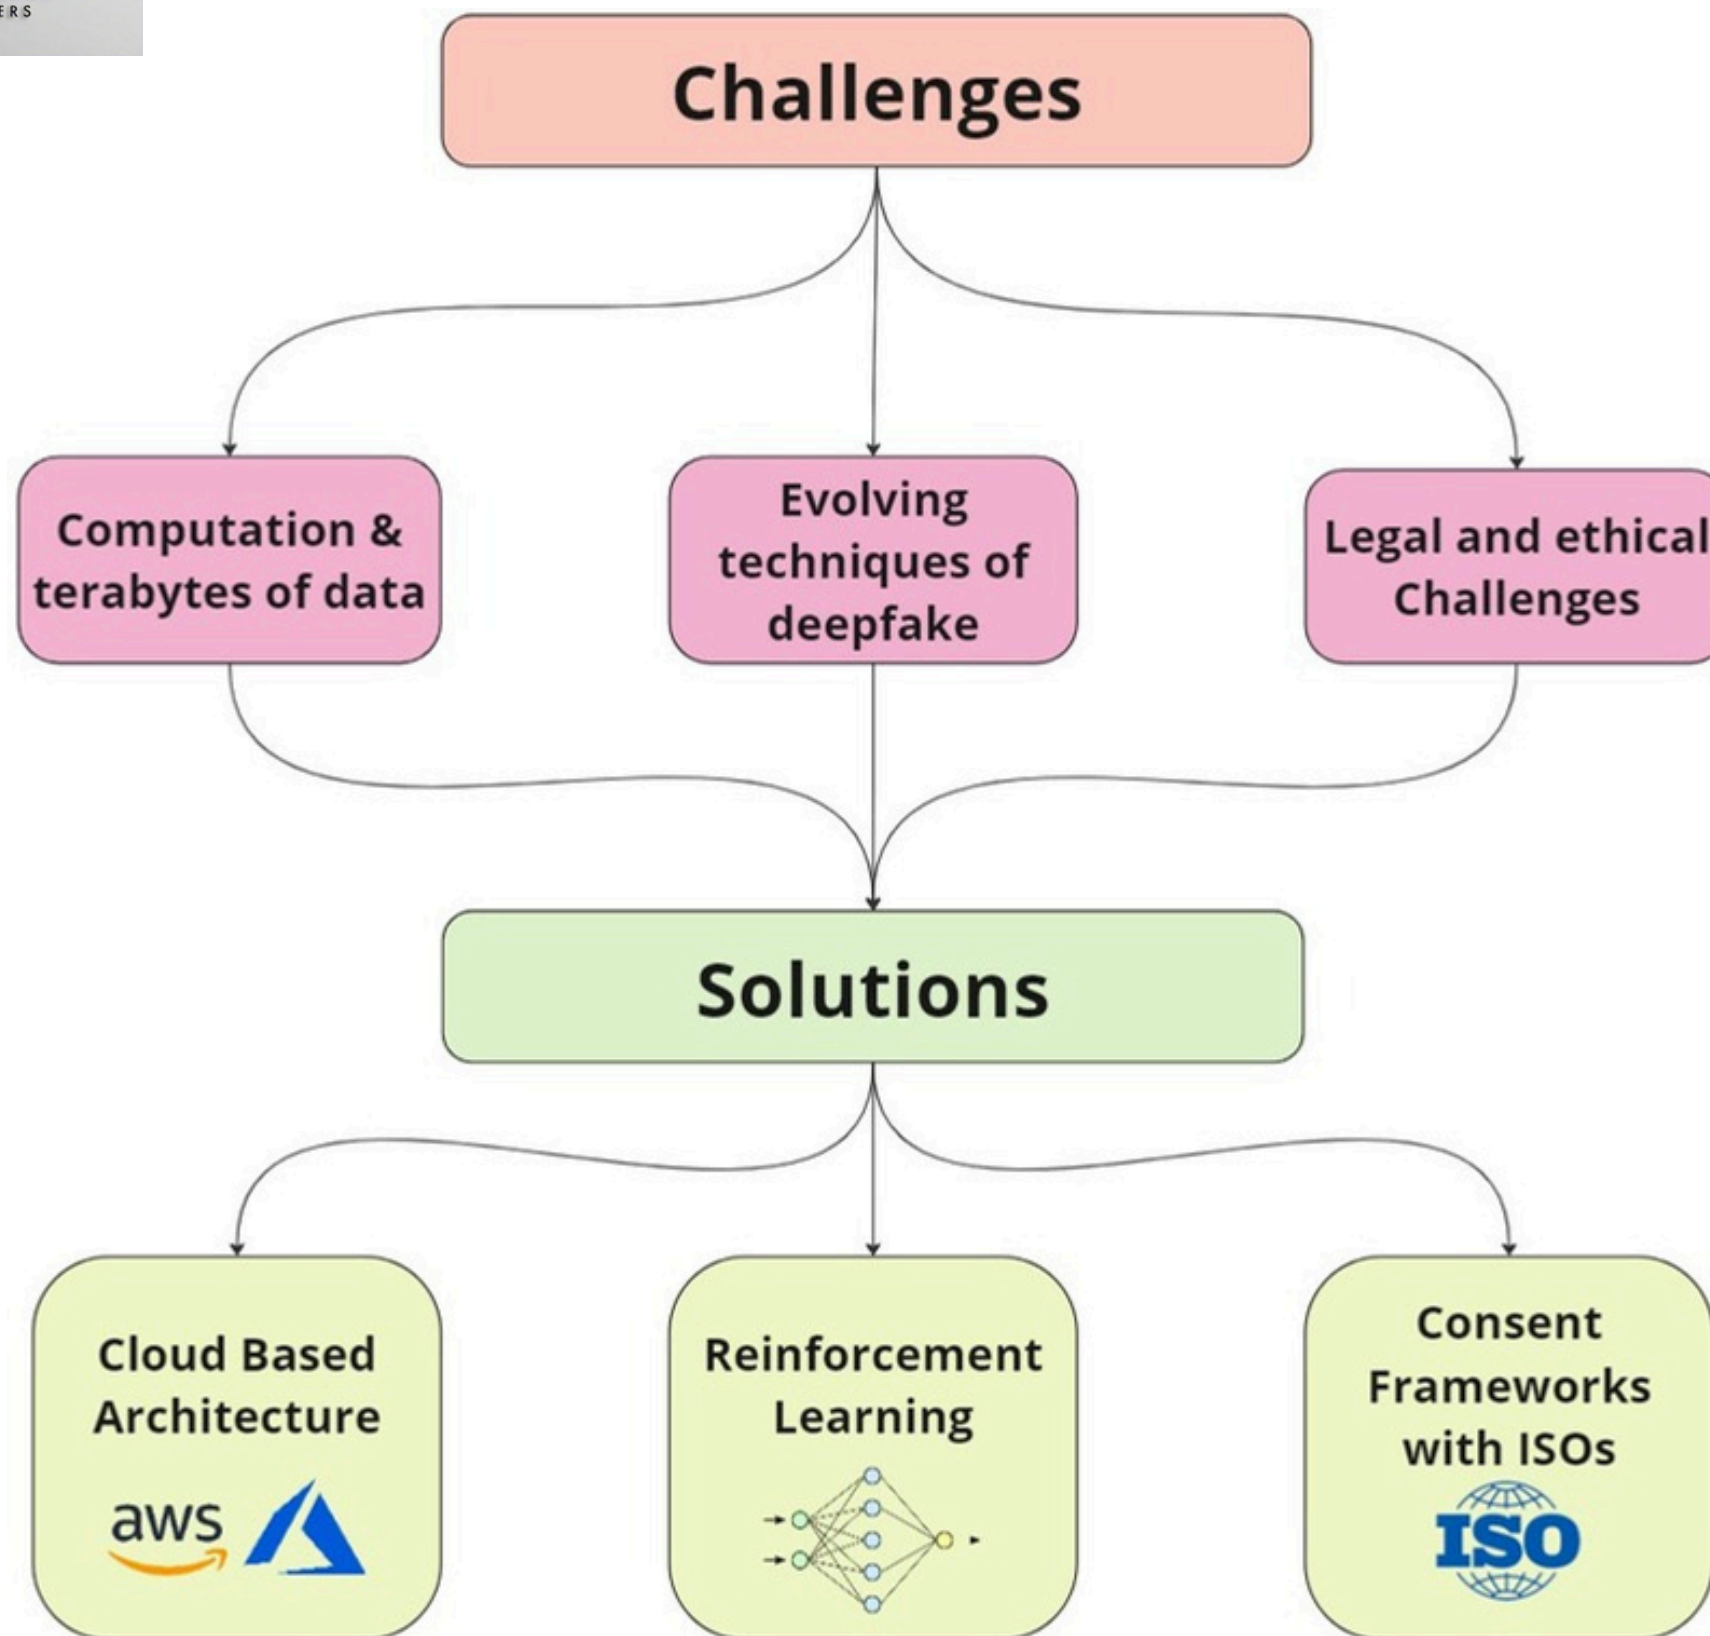 ERS
Challenges
Computation &
terabytes of data
Evolving
techniques of
deepfake
Legal and ethical
Challenges
Solutions
Cloud Based
Architecture
aws
Reinforcement
Learning
Consent
Frameworks
with ISOs
ISO